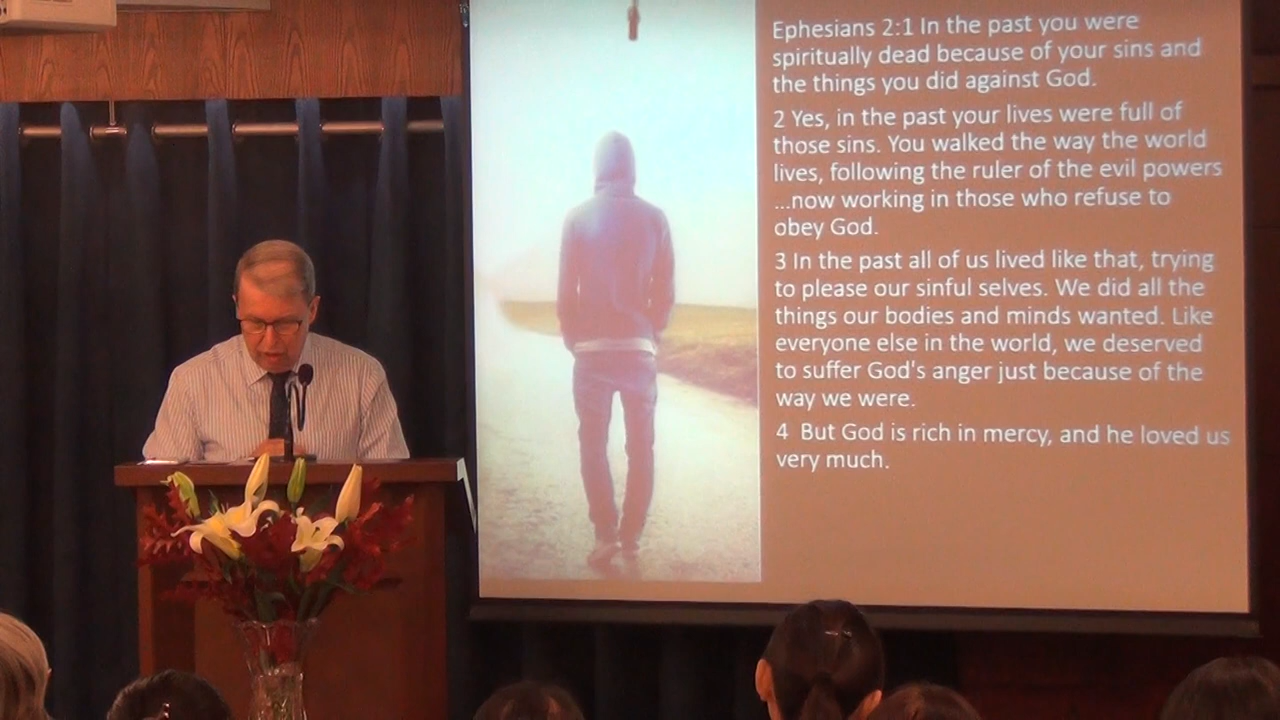 Ephesians 2:1 In the past you were
spiritually dead because of your sins and
the things you did against God.
2 Yes, in the past your lives were full of
those sins. You walked the way the world
lives, following the ruler of the evil powers
...now working in those who refuse to
obey God.
3 In the past all of us lived like that, trying
to please our sinful selves. We did all the
things our bodies and minds wanted. Like
everyone else in the world, we deserved
to suffer God's anger just because of the
way we were.
4 But God is rich in mercy, and he loved us
very much.